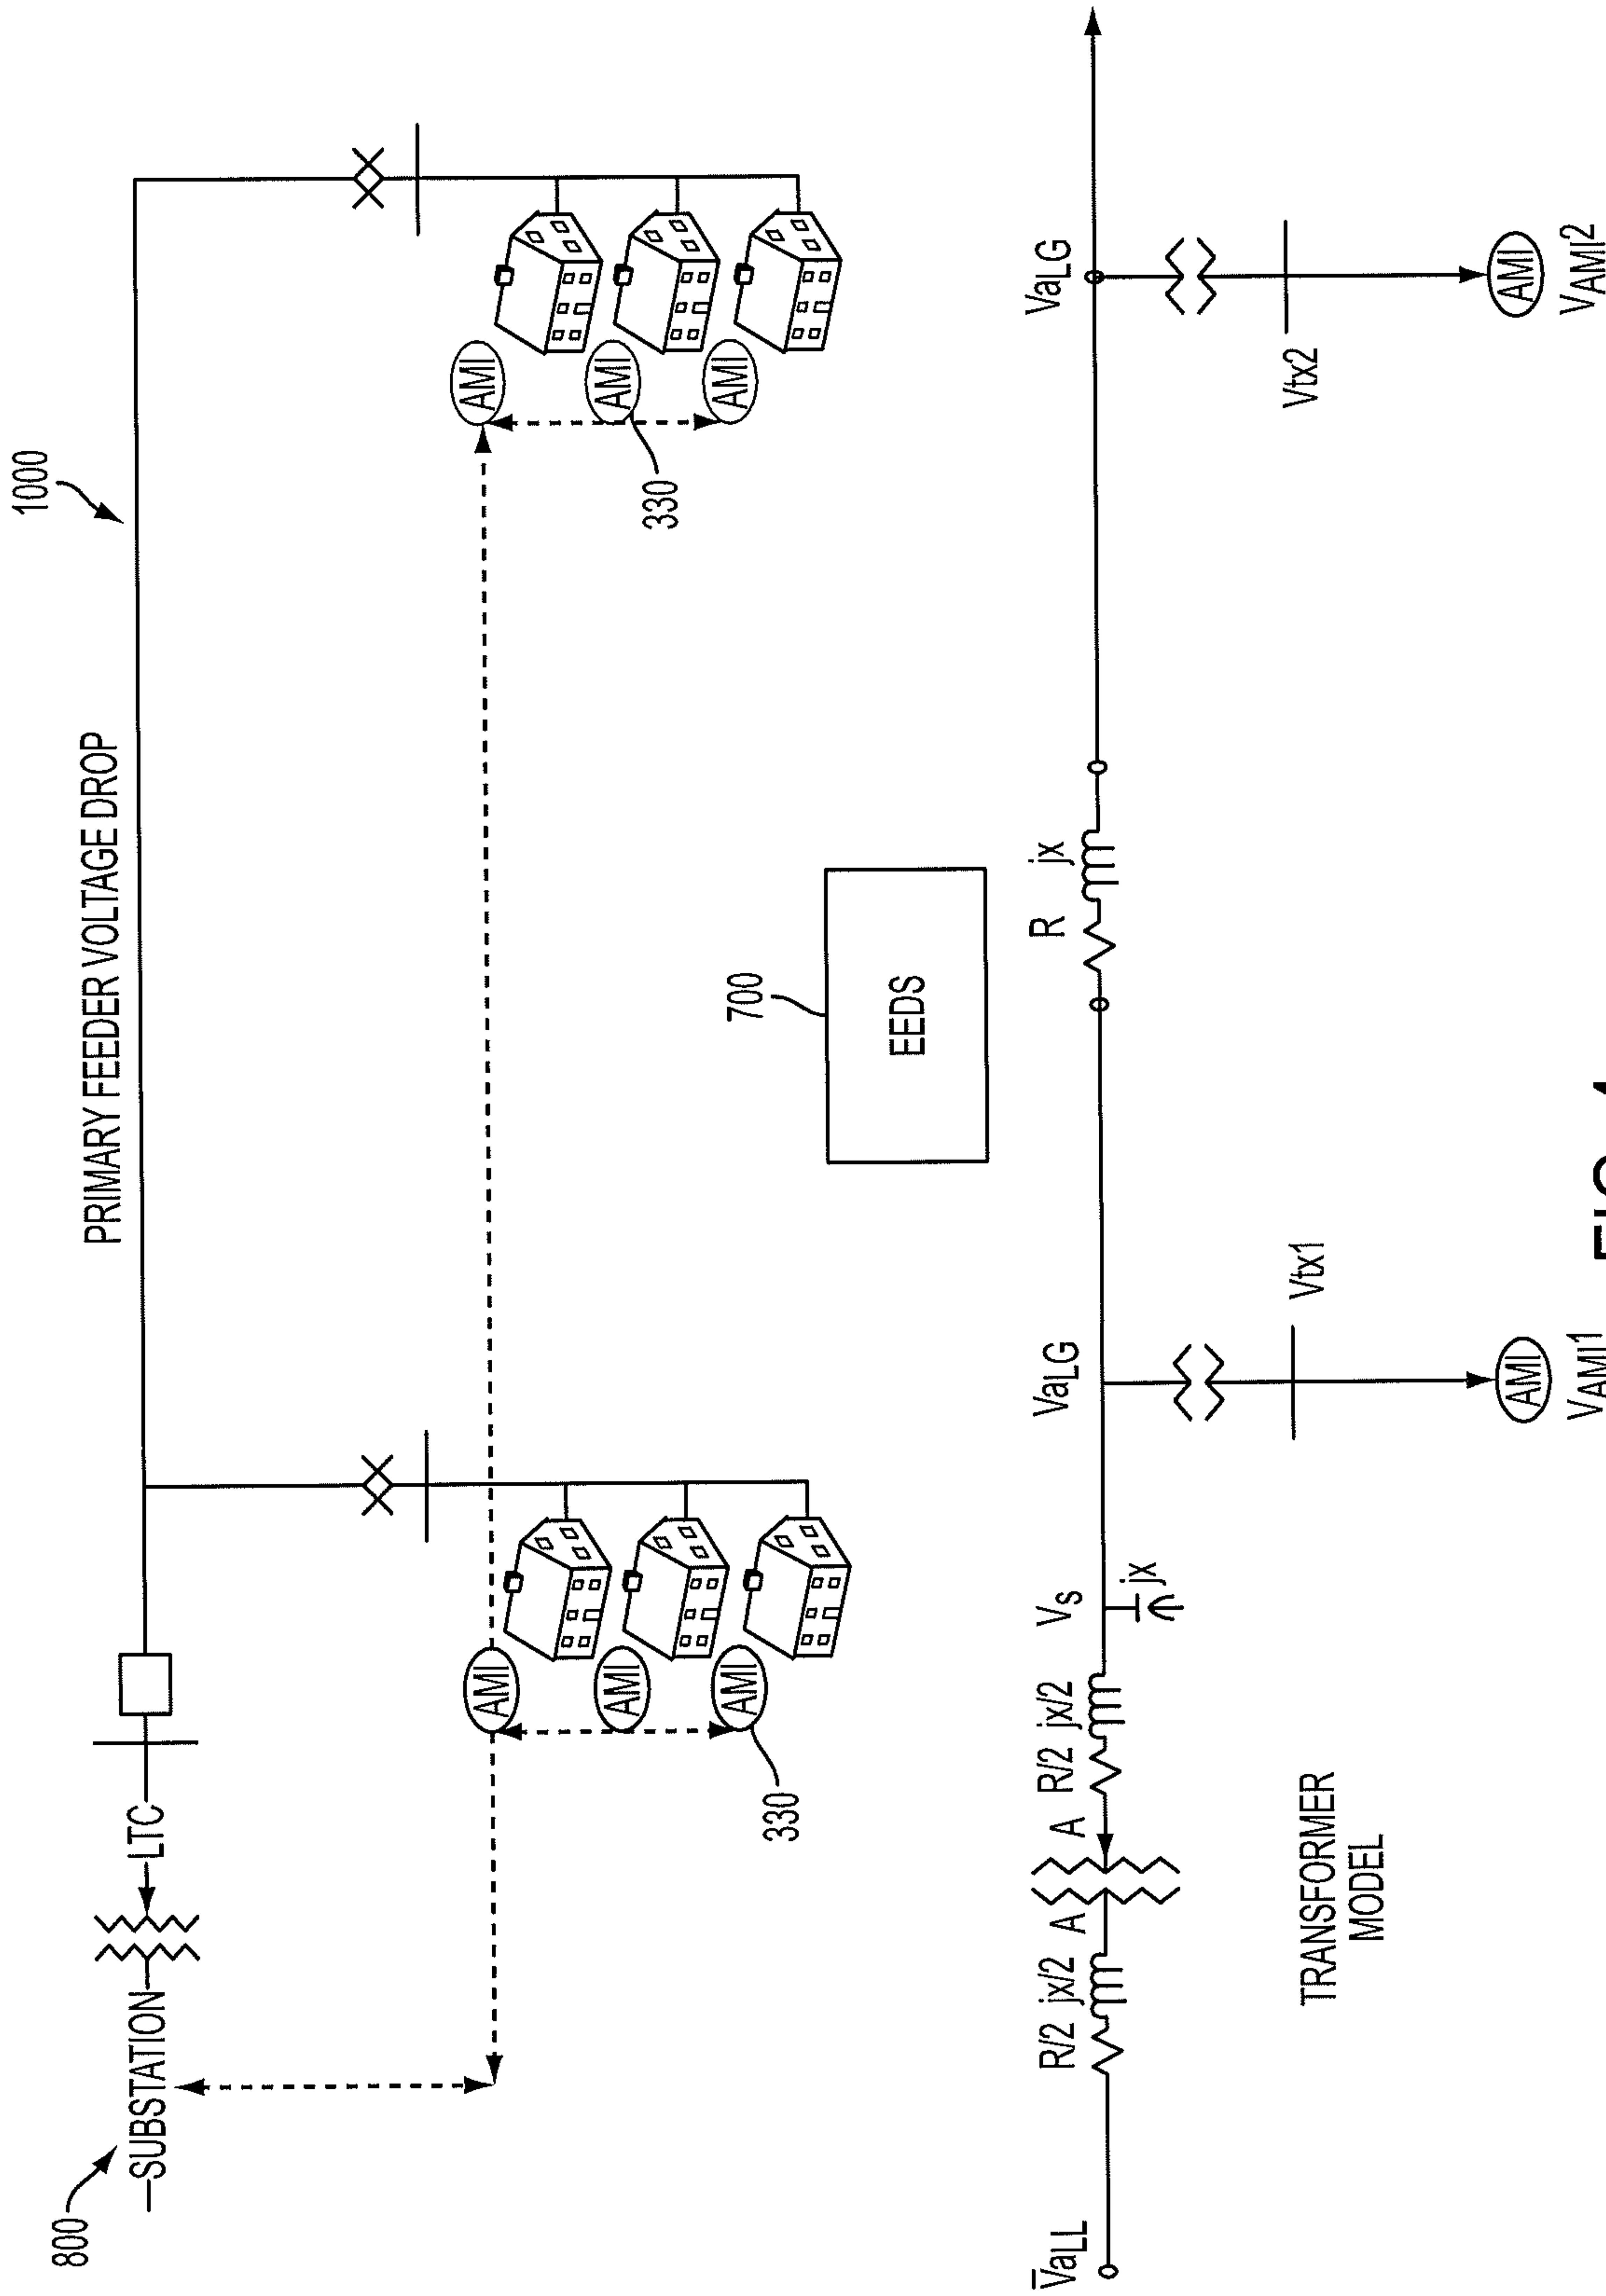 1000
PRIMARY FEEDER VOLTAGE DROP
800
SUBSTATION
LTC
AMI
AMI
AMI
330
AMI
AMI
AMI
330
700
EEDS
V̅aLL
R/2 jx/2
A
A
R/2 jx/2
VS
jx
VaLG
R
jx
VaLG
TRANSFORMER
MODEL
Vtx1
Vtx2
AMI
VAMI1
AMI
VAMI2